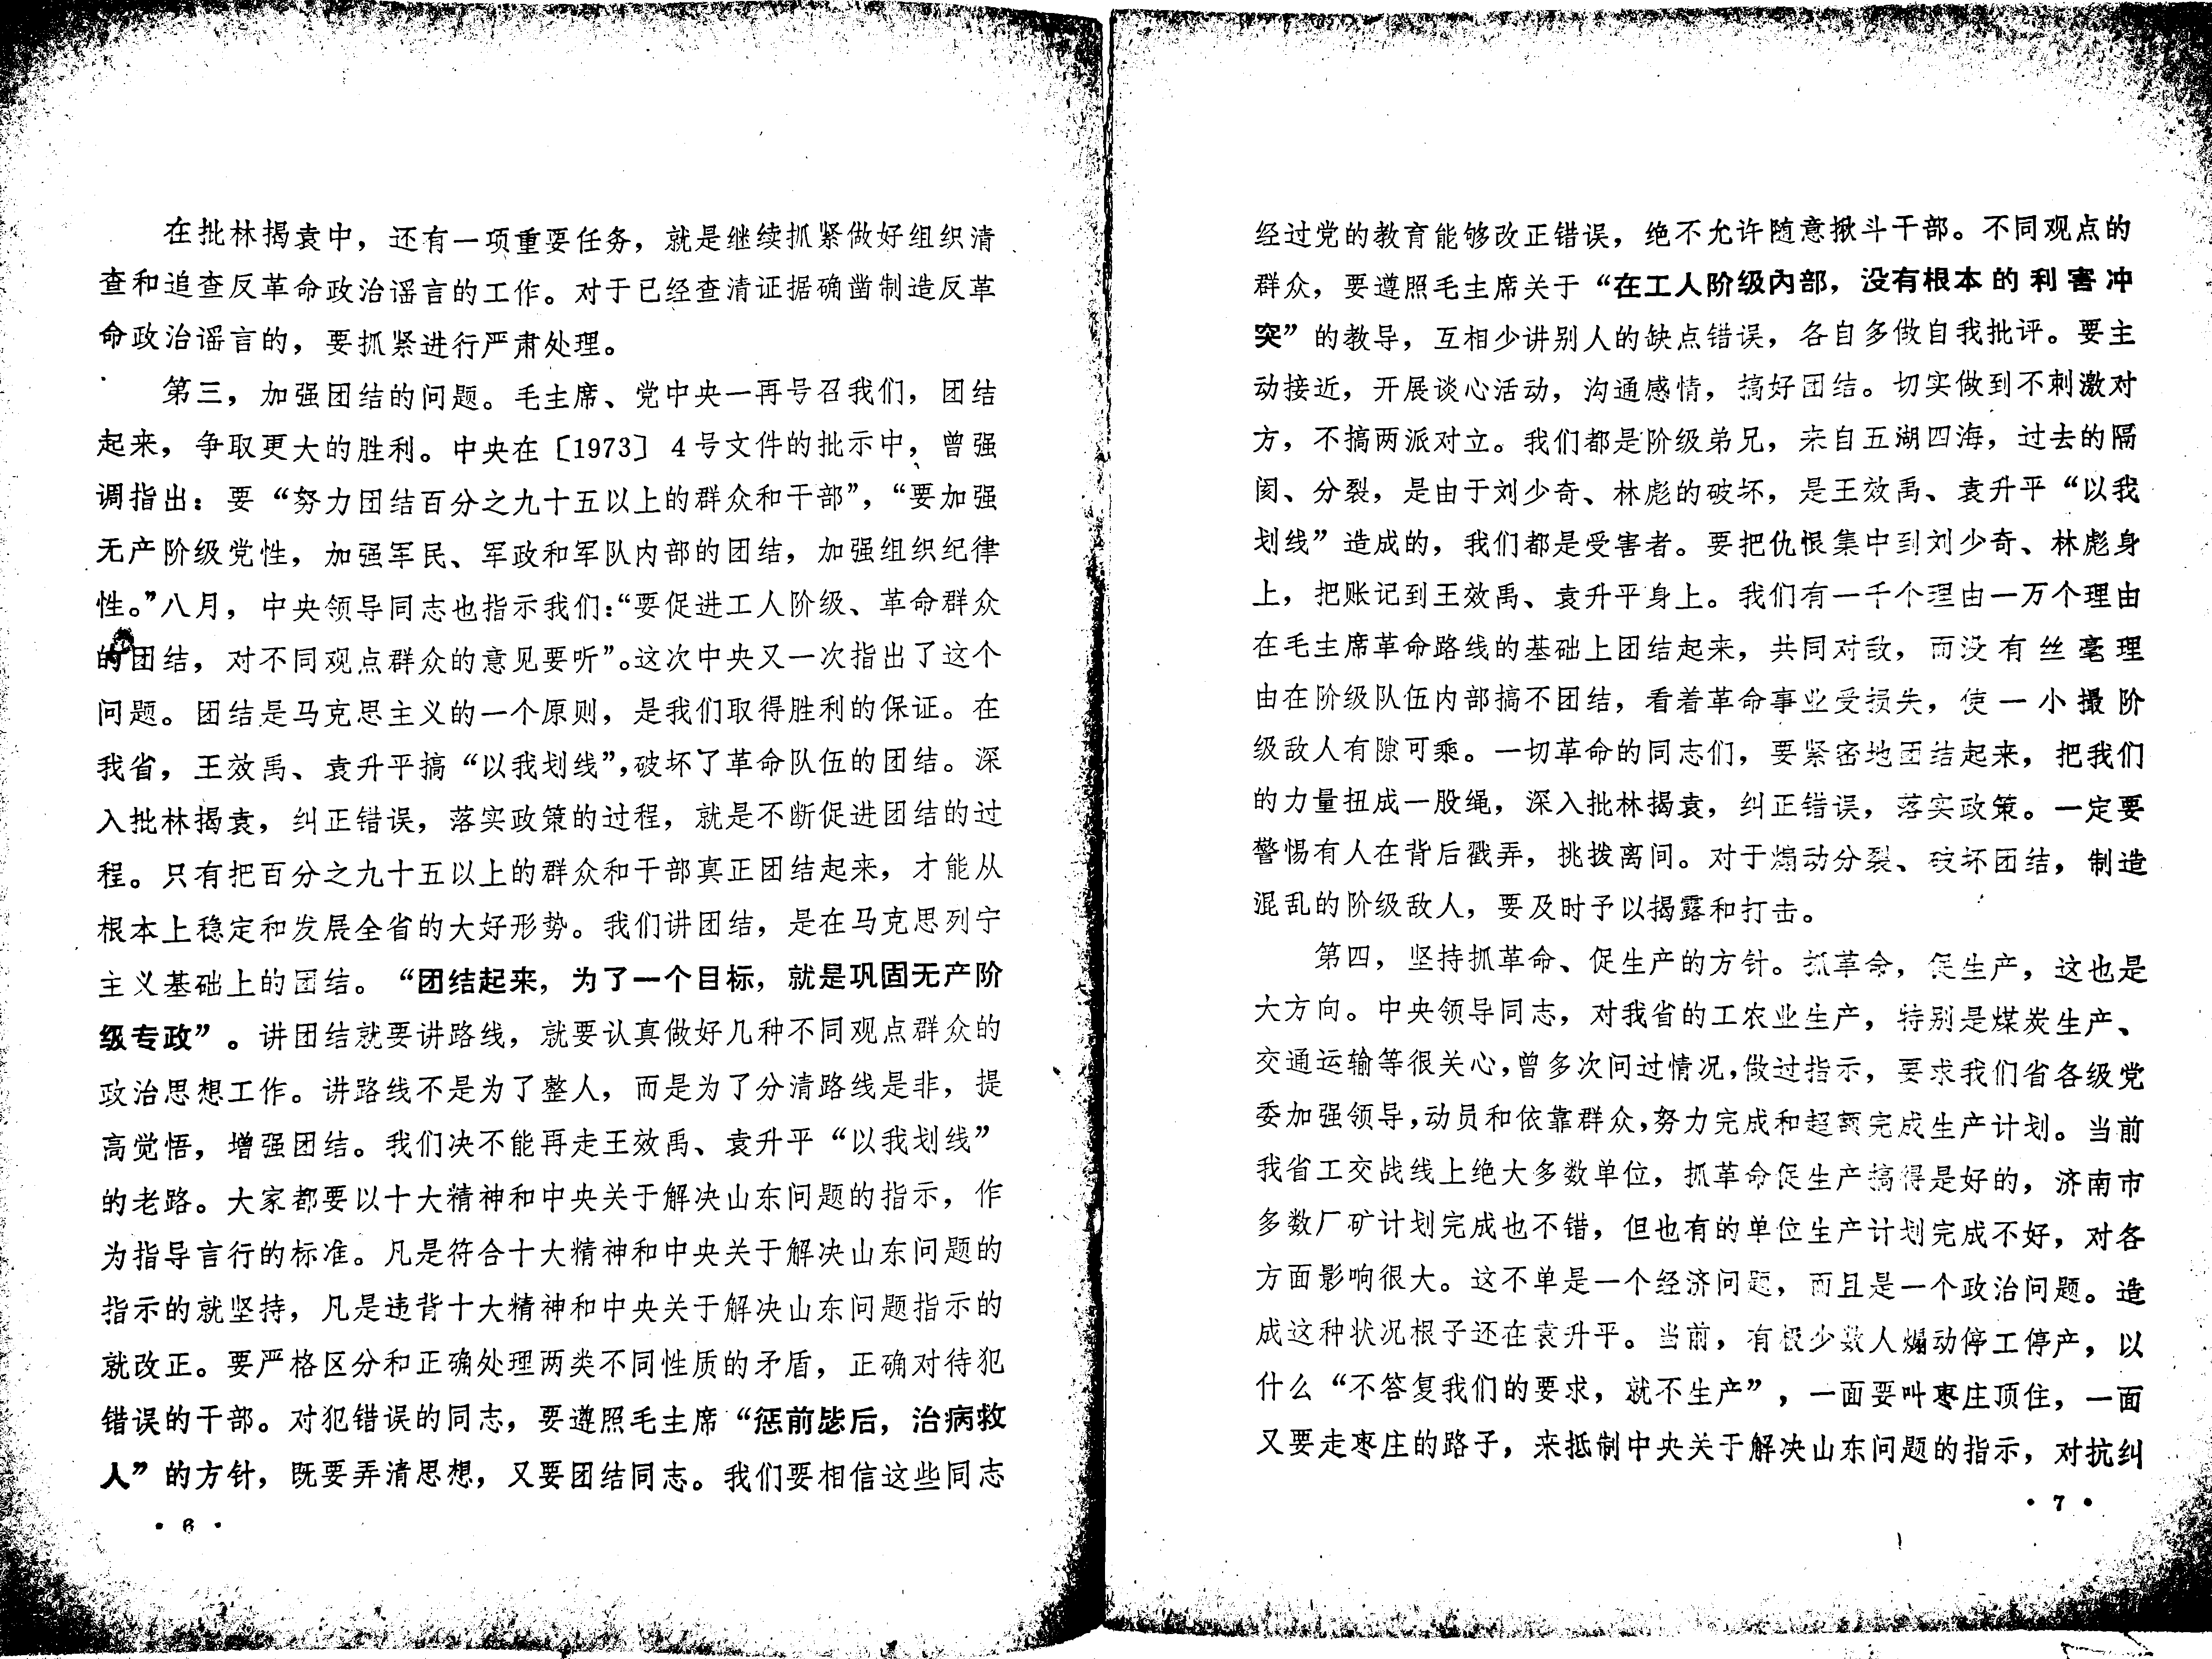 在批林揭袁中，还有一项重要任务，就是继续抓紧做好组织清
查和追查反革命政治谣言的工作。对于已经查清证据确凿制造反革
命政治谣言的，要抓紧进行严肃处理。
第三，加强团结的问题。毛主席、党中央一再号召我们，团结
起来，争取更大的胜利。中央在〔1973〕4号文件的批示中，曾强
调指出：要“努力团结百分之九十五以上的群众和干部”，“要加强
无产阶级党性，加强军民、军政和军队内部的团结，加强组织纪律
性。”八月，中央领导同志也指示我们：“要促进工人阶级、革命群众
的团结，对不同观点群众的意见要听”。这次中央又一次指出了这个
问题。团结是马克思主义的一个原则，是我们取得胜利的保证。在
我省，王效禹、袁升平搞“以我划线”，破坏了革命队伍的团结。深
入批林揭袁，纠正错误，落实政策的过程，就是不断促进团结的过
程。只有把百分之九十五以上的群众和干部真正团结起来，才能从
根本上稳定和发展全省的大好形势。我们讲团结，是在马克思列宁
主义基础上的团结。“团结起来，为了一个目标，就是巩固无产阶
级专政”。讲团结就要讲路线，就要认真做好几种不同观点群众的
政治思想工作。讲路线不是为了整人，而是为了分清路线是非，提
高觉悟，增强团结。我们决不能再走王效禹、袁升平“以我划线”
的老路。大家都要以十大精神和中央关于解决山东问题的指示，作
为指导言行的标准。凡是符合十大精神和中央关于解决山东问题的
指示的就坚持，凡是违背十大精神和中央关于解决山东问题指示的
就改正。要严格区分和正确处理两类不同性质的矛盾，正确对待犯
错误的干部。对犯错误的同志，要遵照毛主席“惩前毖后，治病救
人”的方针，既要弄清思想，又要团结同志。我们要相信这些同志
• 6 •
经过党的教育能够改正错误，绝不允许随意揪斗干部。不同观点的
群众，要遵照毛主席关于“在工人阶级内部，没有根本的利害冲
突”的教导，互相少讲别人的缺点错误，各自多做自我批评。要主
动接近，开展谈心活动，沟通感情，搞好团结。切实做到不刺激对
方，不搞两派对立。我们都是阶级弟兄，来自五湖四海，过去的隔
阂、分裂，是由于刘少奇、林彪的破坏，是王效禹、袁升平“以我
划线”造成的，我们都是受害者。要把仇恨集中到刘少奇、林彪身
上，把账记到王效禹、袁升平身上。我们有一千个理由一万个理由
在毛主席革命路线的基础上团结起来，共同对敌，而没有丝毫理
由在阶级队伍内部搞不团结，看着革命事业受损失，使一小撮阶
级敌人有隙可乘。一切革命的同志们，要紧密地团结起来，把我们
的力量扭成一股绳，深入批林揭袁，纠正错误，落实政策。一定要
警惕有人在背后戳弄，挑拨离间。对于煽动分裂、破坏团结，制造
混乱的阶级敌人，要及时予以揭露和打击。
第四，坚持抓革命、促生产的方针。抓革命，促生产，这也是
大方向。中央领导同志，对我省的工农业生产，特别是煤炭生产、
交通运输等很关心，曾多次问过情况，做过指示，要求我们省各级党
委加强领导，动员和依靠群众，努力完成和超额完成生产计划。当前
我省工交战线上绝大多数单位，抓革命促生产搞得是好的，济南市
多数厂矿计划完成也不错，但也有的单位生产计划完成不好，对各
方面影响很大。这不单是一个经济问题，而且是一个政治问题。造
成这种状况根子还在袁升平。当前，有极少数人煽动停工停产，以
什么“不答复我们的要求，就不生产”，一面要叫枣庄顶住，一面
又要走枣庄的路子，来抵制中央关于解决山东问题的指示，对抗纠
• 7 •